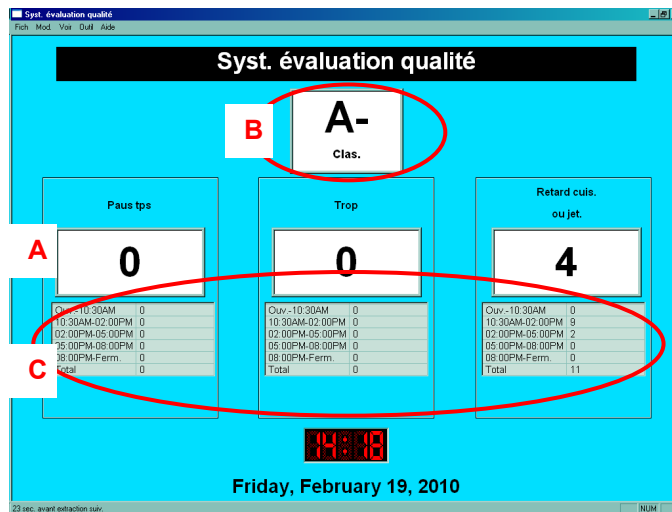 Syst. évaluation qualité
Fich Mod. Voir Outil Aide
Syst. évaluation qualité
B
A-
Clas.
Paus tps
Trop
Retard cuis.
ou jet.
A
0
0
4
Ouv.-10:30AM 0
10:30AM-02:00PM 0
02:00PM-05:00PM 0
05:00PM-08:00PM 0
08:00PM-Ferm. 0
Total 0
Ouv.-10:30AM 0
10:30AM-02:00PM 0
02:00PM-05:00PM 0
05:00PM-08:00PM 0
08:00PM-Ferm. 0
Total 0
Ouv.-10:30AM 0
10:30AM-02:00PM 9
02:00PM-05:00PM 2
05:00PM-08:00PM 0
08:00PM-Ferm. 0
Total 11
C
14:18
Friday, February 19, 2010
23 sec. avant extraction suiv.
NUM